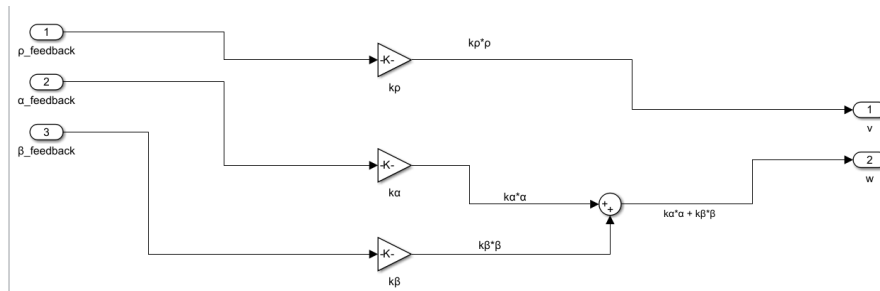 1
ρ_feedback
-K-
kρ
kρ*ρ
1
v
2
α_feedback
-K-
kα
kα*α
3
β_feedback
-K-
kβ
kβ*β
+
+
kα*α + kβ*β
2
w